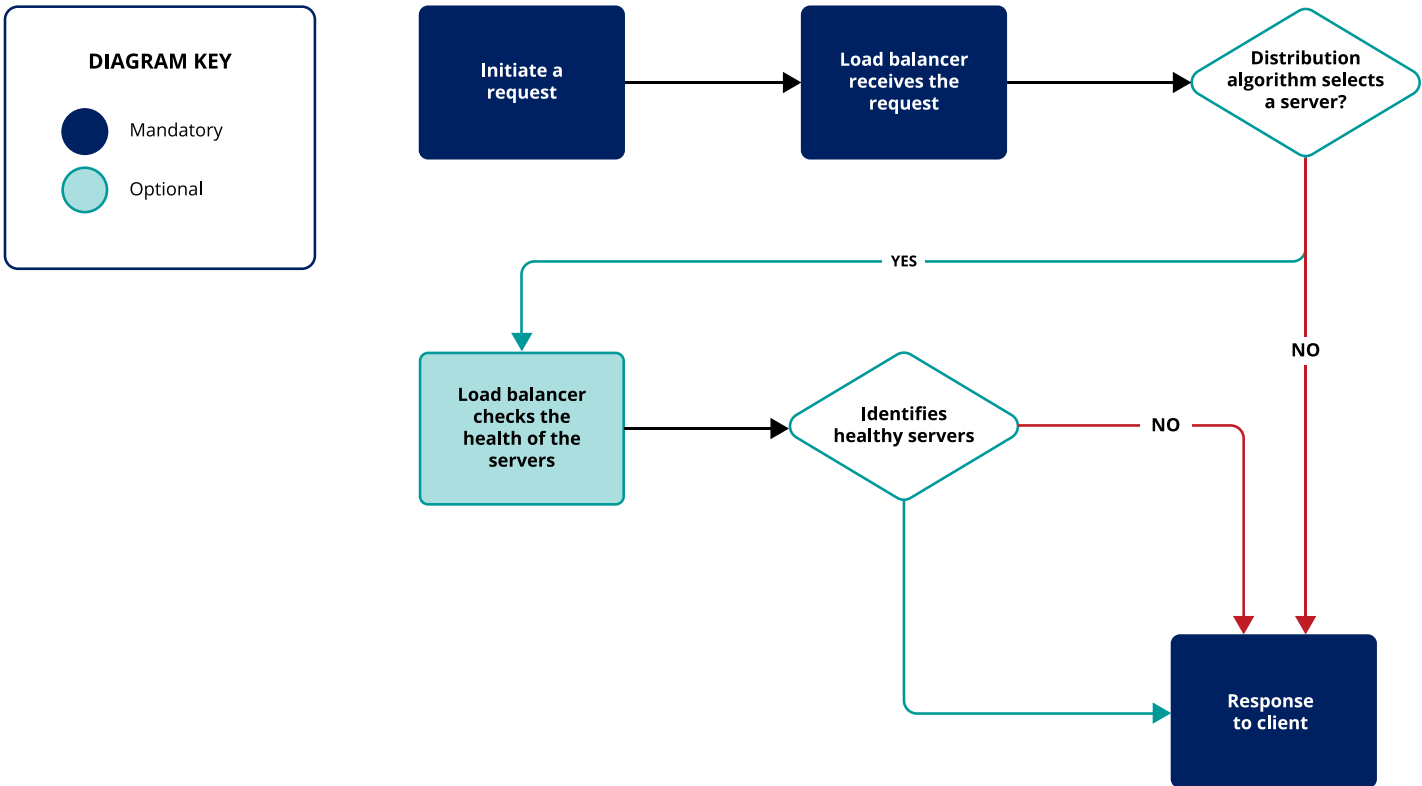 DIAGRAM KEY
Mandatory
Optional
Initiate a
request
Load balancer
receives the
request
Distribution
algorithm selects
a server?
YES
NO
Load balancer
checks the
health of the
servers
Identifies
healthy servers
NO
Response
to client